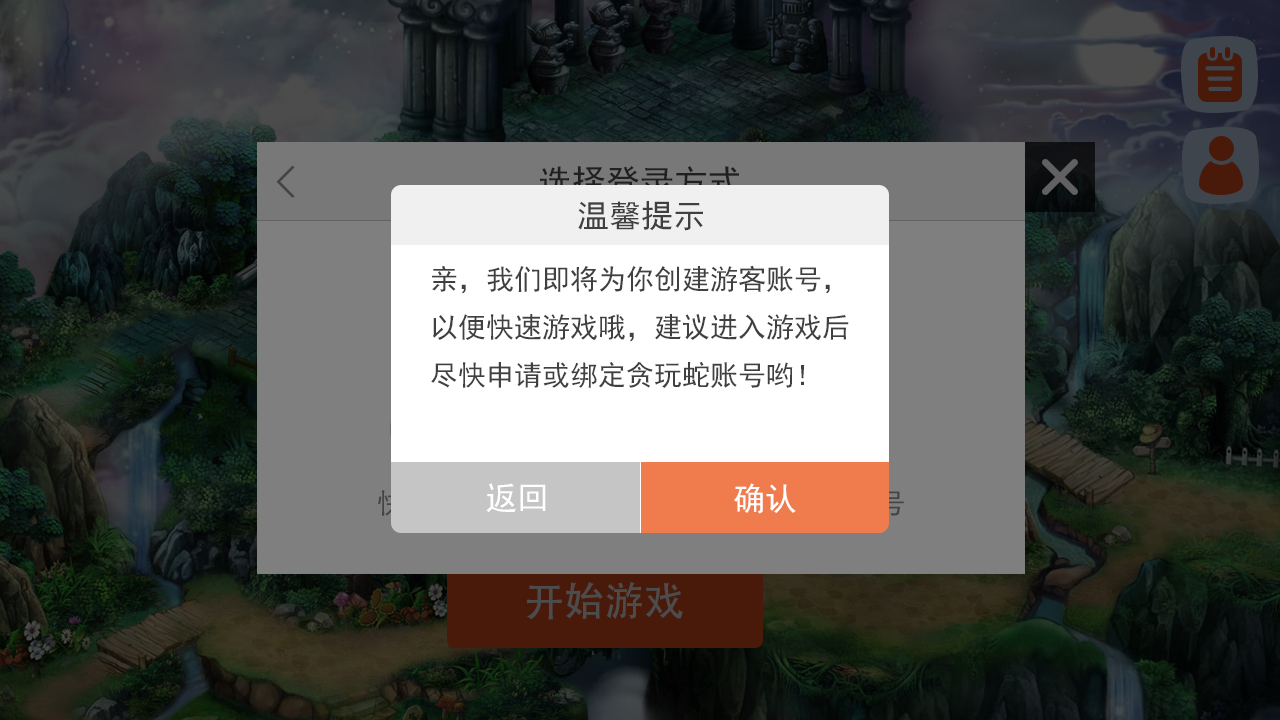 选择登录方式
温馨提示
亲，我们即将为你创建游客账号，
以便快速游戏哦，建议进入游戏后
尽快申请或绑定贪玩蛇账号哟！
返回
确认
号
开始游戏